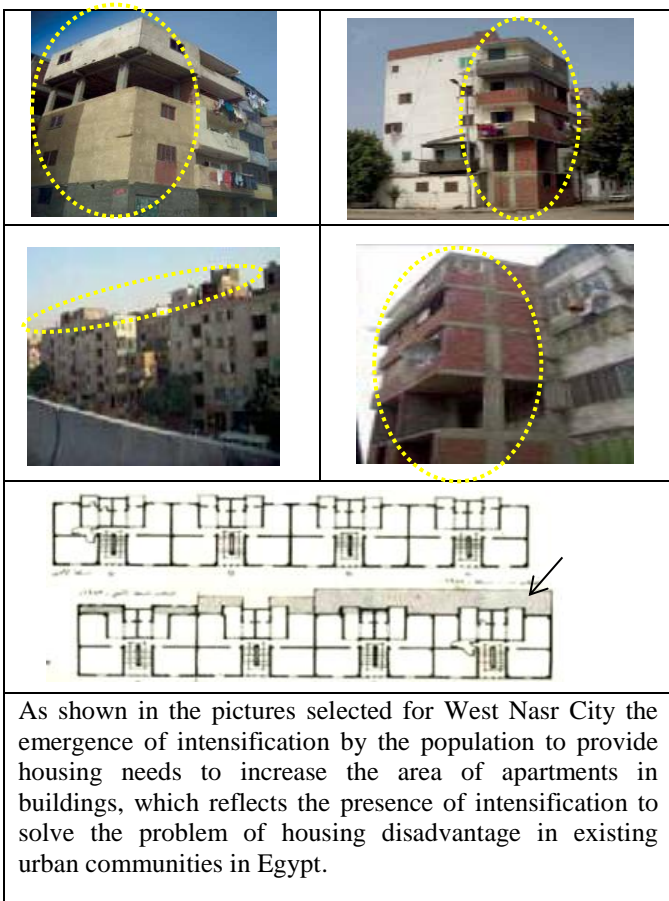 As shown in the pictures selected for West Nasr City the
emergence of intensification by the population to provide
housing needs to increase the area of apartments in
buildings, which reflects the presence of intensification to
solve the problem of housing disadvantage in existing
urban communities in Egypt.